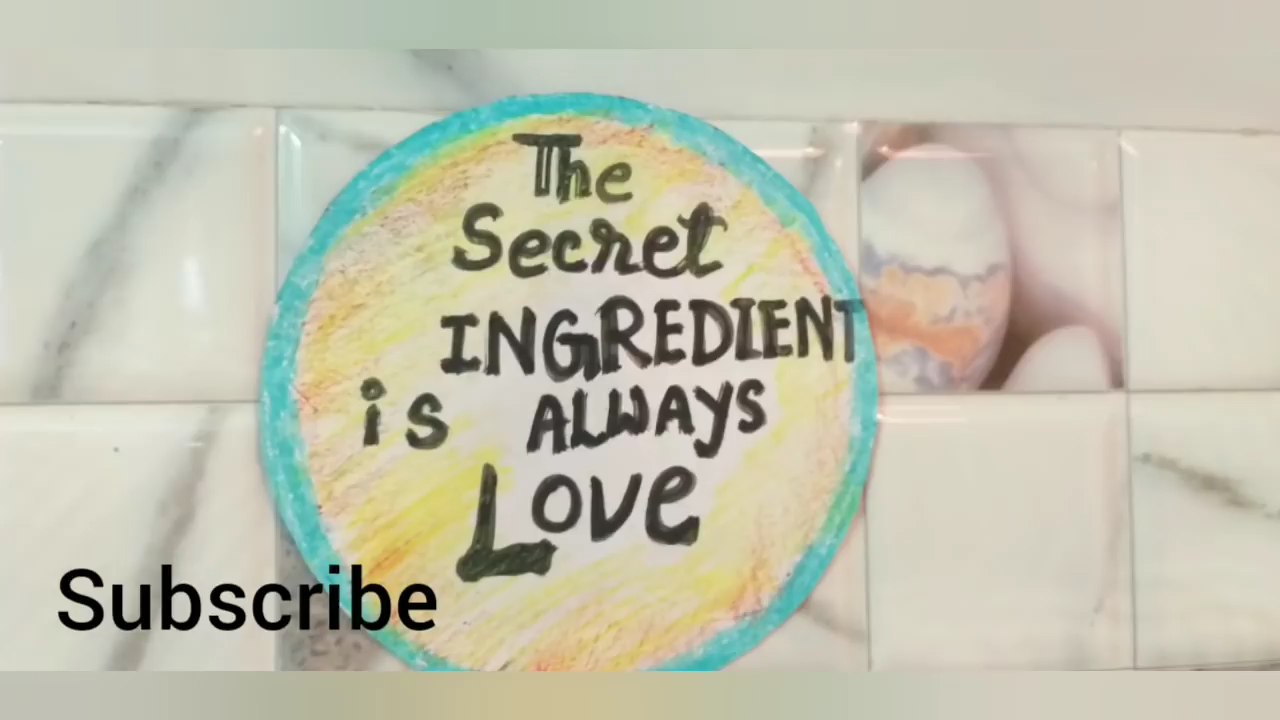 The
Secret
INGREDIENT
is ALWAYS
Love
Subscribe